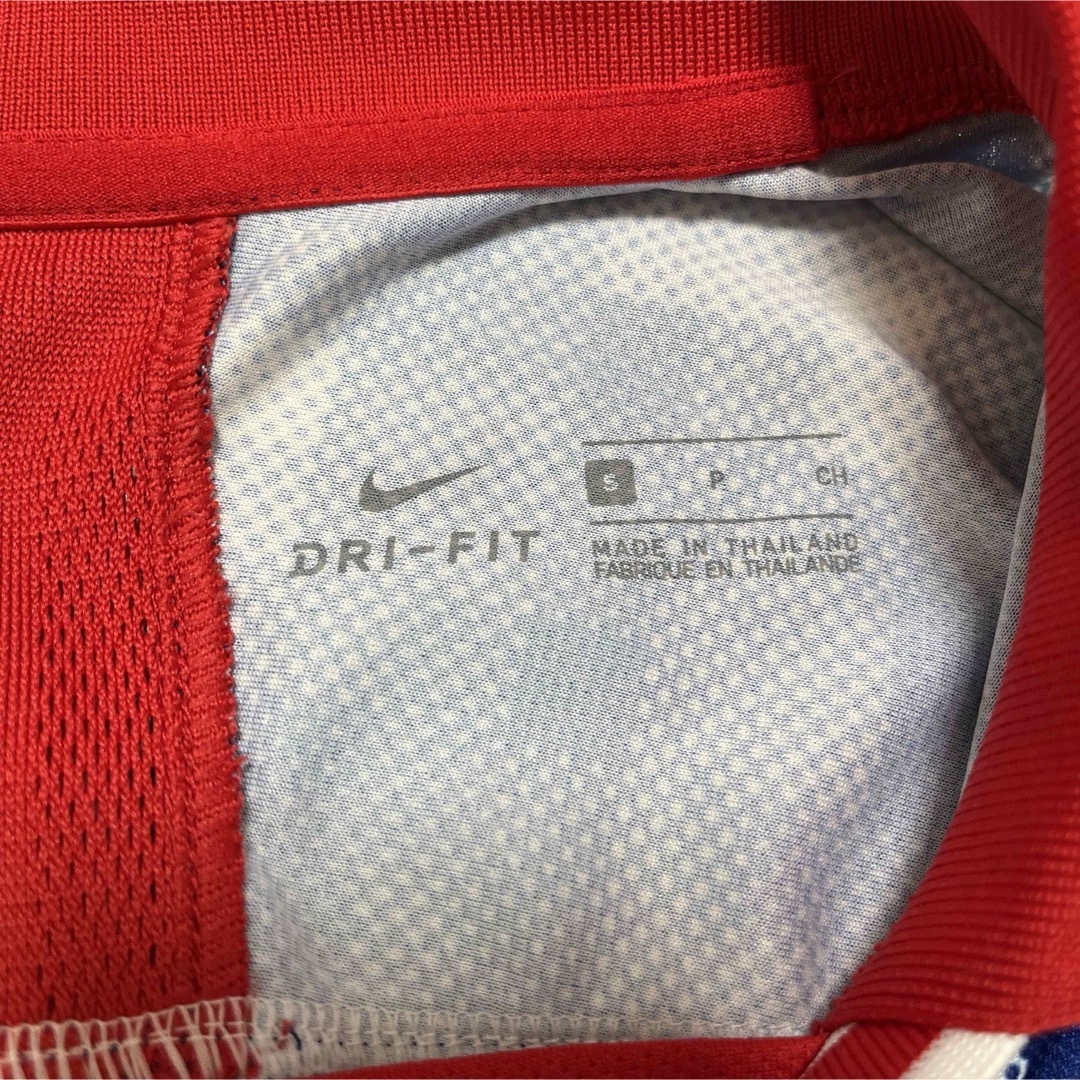 DRI-FIT
S P CH
MADE IN THAILAND
FABRIQUE EN THAILANDE